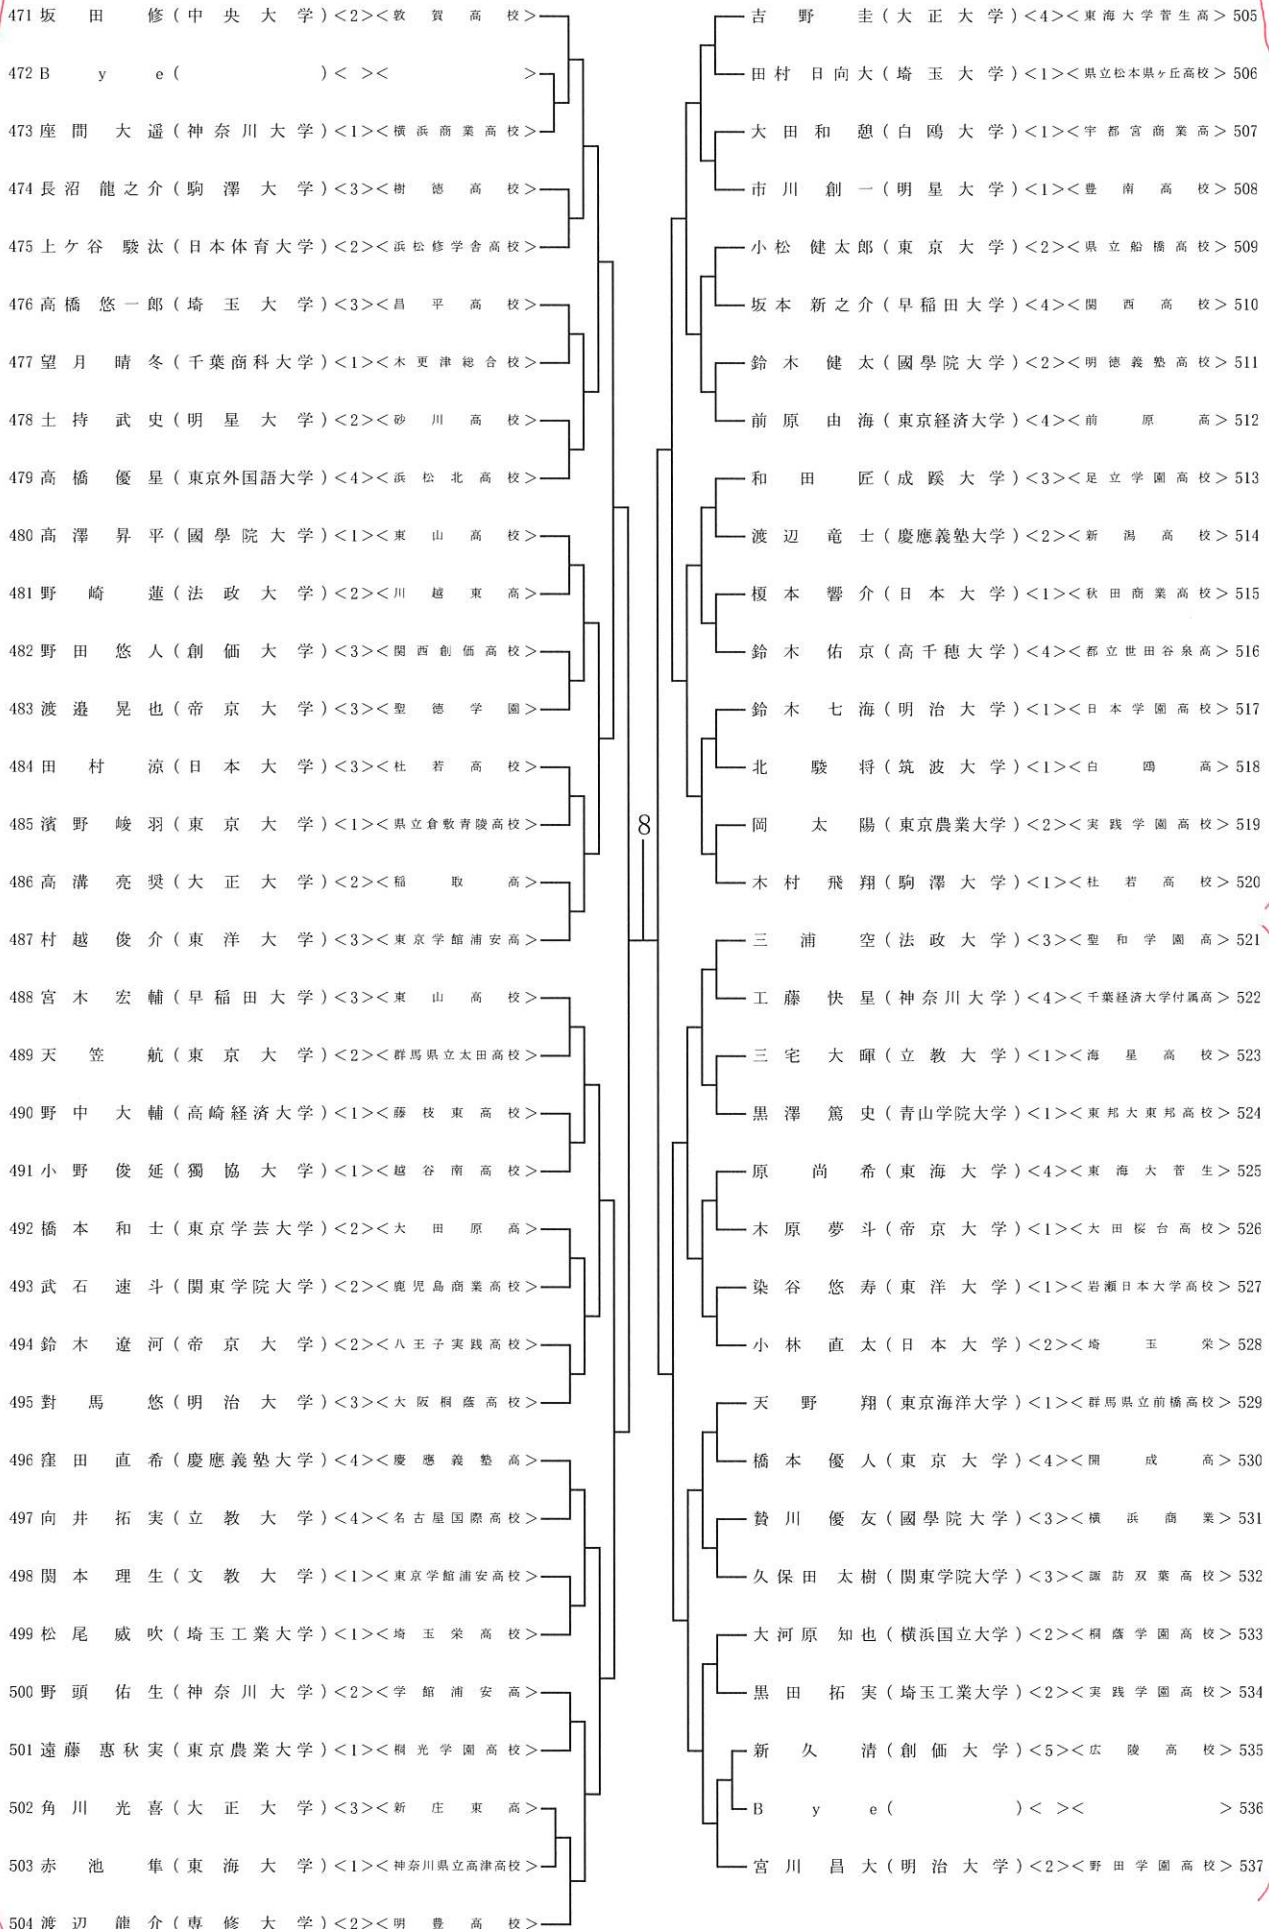 471 坂田 修(中央大学)<2><敦賀高校>
472 Bye( )< >< >
473 座間 大遥(神奈川大学)<1><横浜商業高校>
474 長沼 龍之介(駒澤大学)<3><樹徳高校>
475 上ケ谷 駿汰(日本体育大学)<2><浜松修学舎高校>
476 高橋 悠一郎(埼玉大学)<3><昌平高校>
477 望月 晴冬(千葉商科大学)<1><木更津総合校>
478 土持 武史(明星大学)<2><砂川高校>
479 高橋 優星(東京外国語大学)<4><浜松北高校>
480 髙澤 昇平(國學院大学)<1><東山高校>
481 野崎 蓮(法政大学)<2><川越東高>
482 野田 悠人(創価大学)<3><関西創価高校>
483 渡邉 晃也(帝京大学)<3><聖徳学園>
484 田村 涼(日本大学)<3><杜若高校>
485 濱野 崚羽(東京大学)<1><県立倉敷青陵高校>
486 高溝 亮奨(大正大学)<2><稲取高>
487 村越 俊介(東洋大学)<3><東京学館浦安高>
488 宮木 宏輔(早稲田大学)<3><東山高校>
489 天笠 航(東京大学)<2><群馬県立太田高校>
490 野中 大輔(高崎経済大学)<1><藤枝東高校>
491 小野 俊延(獨協大学)<1><越谷南高校>
492 橋本 和士(東京学芸大学)<2><大田原高>
493 武石 速斗(関東学院大学)<2><鹿児島商業高校>
494 鈴木 遼河(帝京大学)<2><八王子実践高校>
495 對馬 悠(明治大学)<3><大阪桐蔭高校>
496 窪田 直希(慶應義塾大学)<4><慶應義塾高>
497 向井 拓実(立教大学)<4><名古屋国際高校>
498 関本 理生(文教大学)<1><東京学館浦安高校>
499 松尾 威吹(埼玉工業大学)<1><埼玉栄高校>
500 野頭 佑生(神奈川大学)<2><学館浦安高>
501 遠藤 惠秋実(東京農業大学)<1><桐光学園高校>
502 角川 光喜(大正大学)<3><新庄東高>
503 赤池 隼(東海大学)<1><神奈川県立高津高校>
504 渡辺 龍介(専修大学)<2><明豊高校>
8
吉野 圭(大正大学)<4><東海大学菅生高> 505
田村 日向大(埼玉大学)<1><県立松本県ヶ丘高校> 506
大田和 憩(白鴎大学)<1><宇都宮商業高> 507
市川 創一(明星大学)<1><豊南高校> 508
小松 健太郎(東京大学)<2><県立船橋高校> 509
坂本 新之介(早稲田大学)<4><関西高校> 510
鈴木 健太(國學院大学)<2><明徳義塾高校> 511
前原 由海(東京経済大学)<4><前原高> 512
和田 匠(成蹊大学)<3><足立学園高校> 513
渡辺 竜士(慶應義塾大学)<2><新潟高校> 514
榎本 響介(日本大学)<1><秋田商業高校> 515
鈴木 佑京(高千穂大学)<4><都立世田谷泉高> 516
鈴木 七海(明治大学)<1><日本学園高校> 517
北 駿将(筑波大学)<1><白鴎高> 518
岡 太陽(東京農業大学)<2><実践学園高校> 519
木村 飛翔(駒澤大学)<1><杜若高校> 520
三浦 空(法政大学)<3><聖和学園高> 521
工藤 快星(神奈川大学)<4><千葉経済大学付属高> 522
三宅 大暉(立教大学)<1><海星高校> 523
黒澤 篤史(青山学院大学)<1><東邦大東邦高校> 524
原 尚希(東海大学)<4><東海大菅生> 525
木原 夢斗(帝京大学)<1><大田桜台高校> 526
染谷 悠寿(東洋大学)<1><岩瀬日本大学高校> 527
小林 直太(日本大学)<2><埼玉栄> 528
天野 翔(東京海洋大学)<1><群馬県立前橋高校> 529
橋本 優人(東京大学)<4><開成高> 530
贄川 優友(國學院大学)<3><横浜商業> 531
久保田 太樹(関東学院大学)<3><諏訪双葉高校> 532
大河原 知也(横浜国立大学)<2><桐蔭学園高校> 533
黒田 拓実(埼玉工業大学)<2><実践学園高校> 534
新久 清(創価大学)<5><広陵高校> 535
Bye( )< >< > 536
宮川 昌大(明治大学)<2><野田学園高校> 537